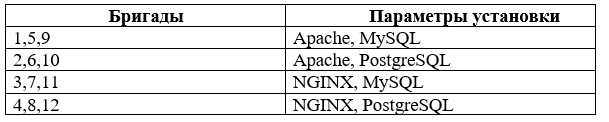 Бригады Параметры установки
1,5,9 Apache, MySQL
2,6,10 Apache, PostgreSQL
3,7,11 NGINX, MySQL
4,8,12 NGINX, PostgreSQL